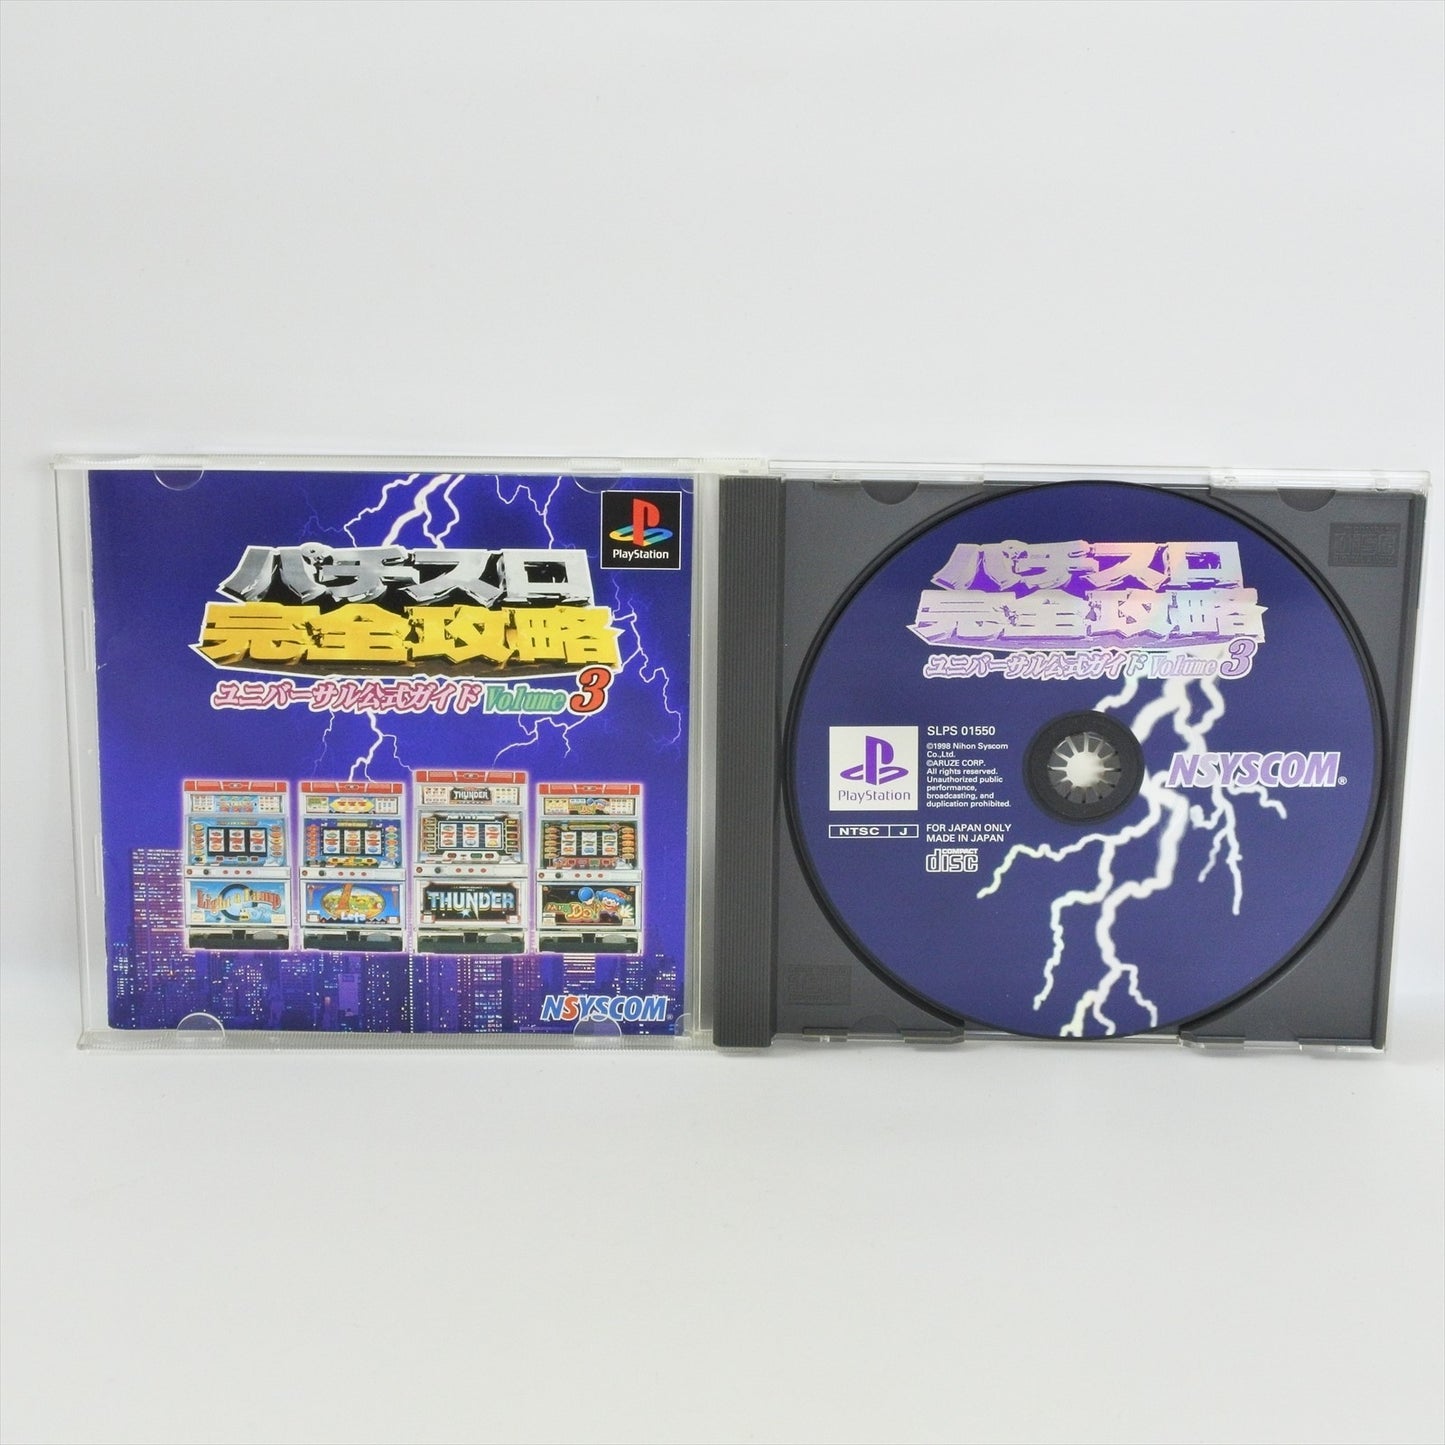 PlayStation
パチスロ
完全攻略
ユニバーサル公式ガイド Volume 3
THUNDER
Light & Lamp
Leis
THUNDER
NSYSCOM
パチスロ
完全攻略
ユニバーサル公式ガイド Volume 3
PlayStation
SLPS 01550
©1998 Nihon Syscom
Co.,Ltd.
©ARUZE CORP.
All rights reserved.
Unauthorized public
performance,
broadcasting, and
duplication prohibited.
NTSC J
FOR JAPAN ONLY
MADE IN JAPAN
COMPACT
disc
NSYSCOM®